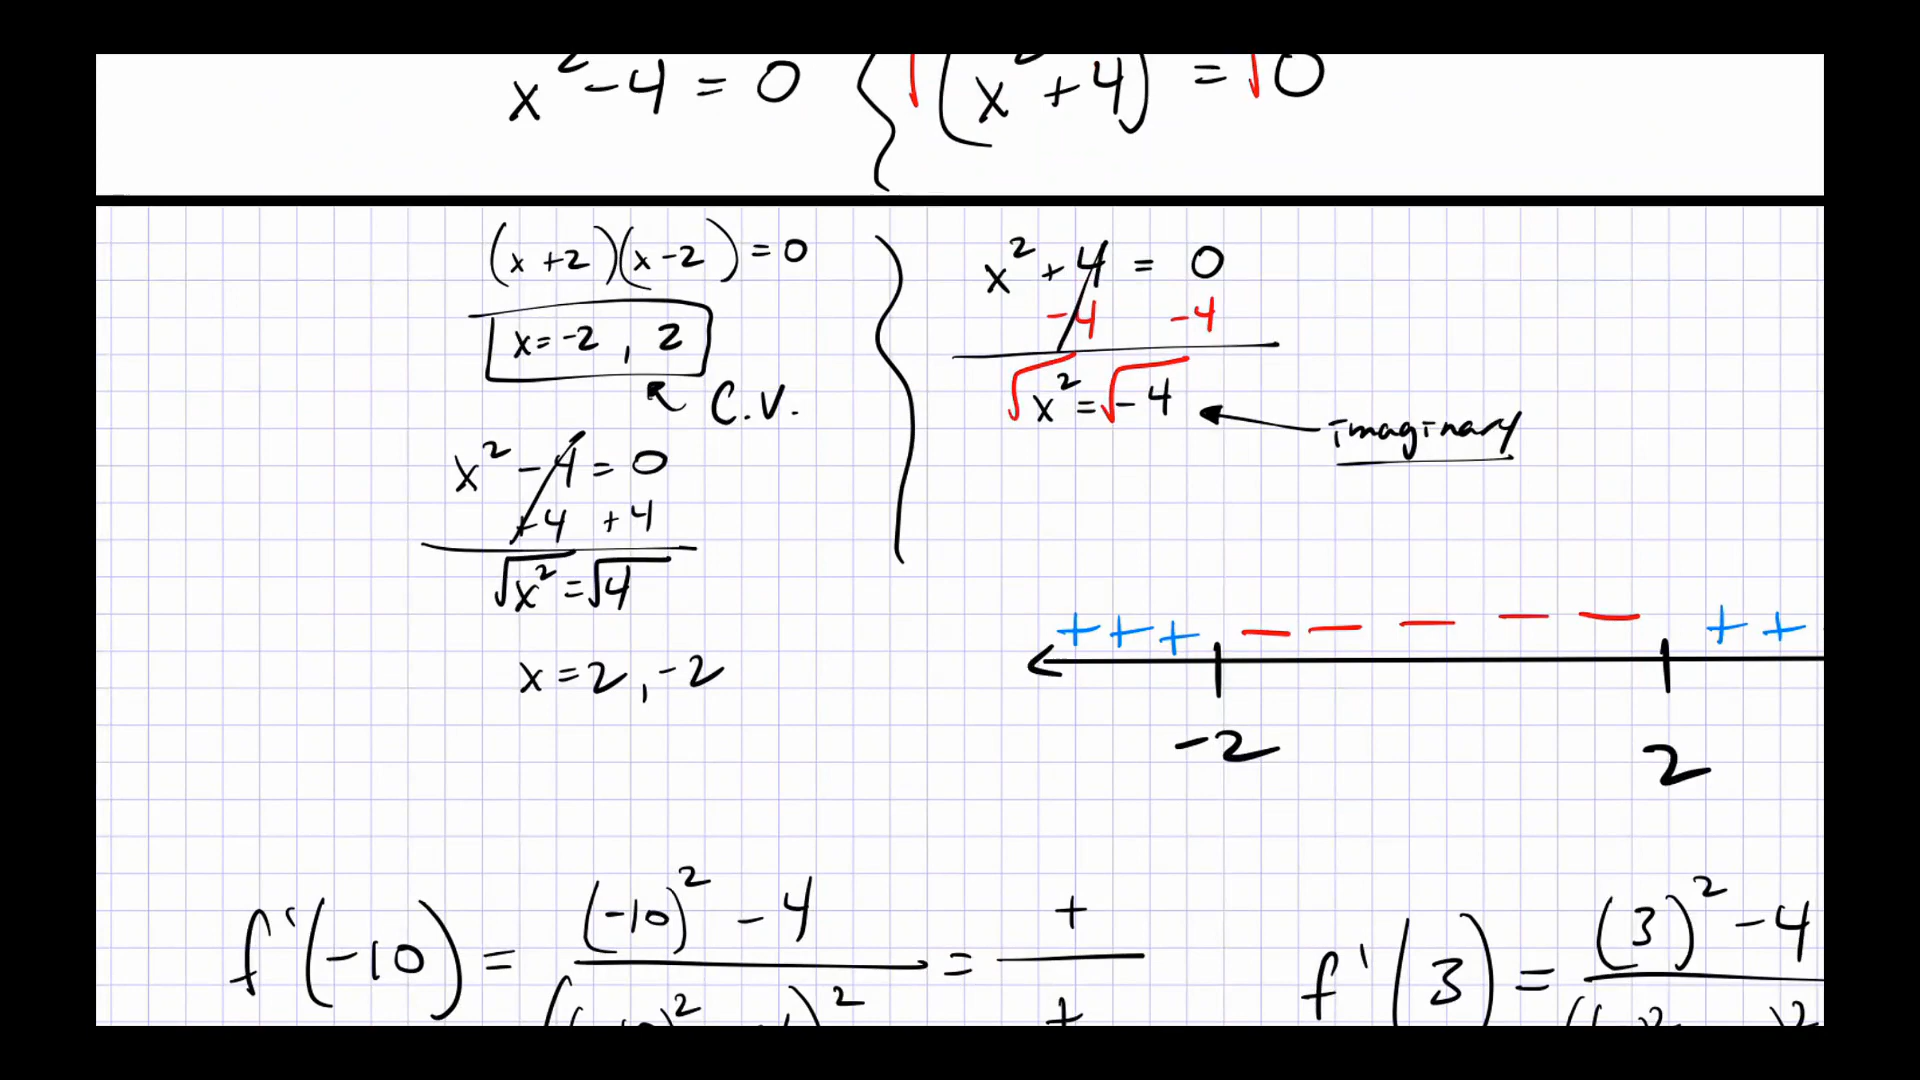 x² - 4 = 0 { √(x² + 4) = √0
(x + 2)(x - 2) = 0
x = -2 , 2
C.V.
x² - 4 = 0
+4 +4
√x² = √4
x = 2 , -2
x² + 4 = 0
-4 -4
√x² = √-4
imaginary
+ + + - - - - - + +
-2 2
f'(-10) = (-10)² - 4 / = + / +
f'(3) = (3)² - 4 /